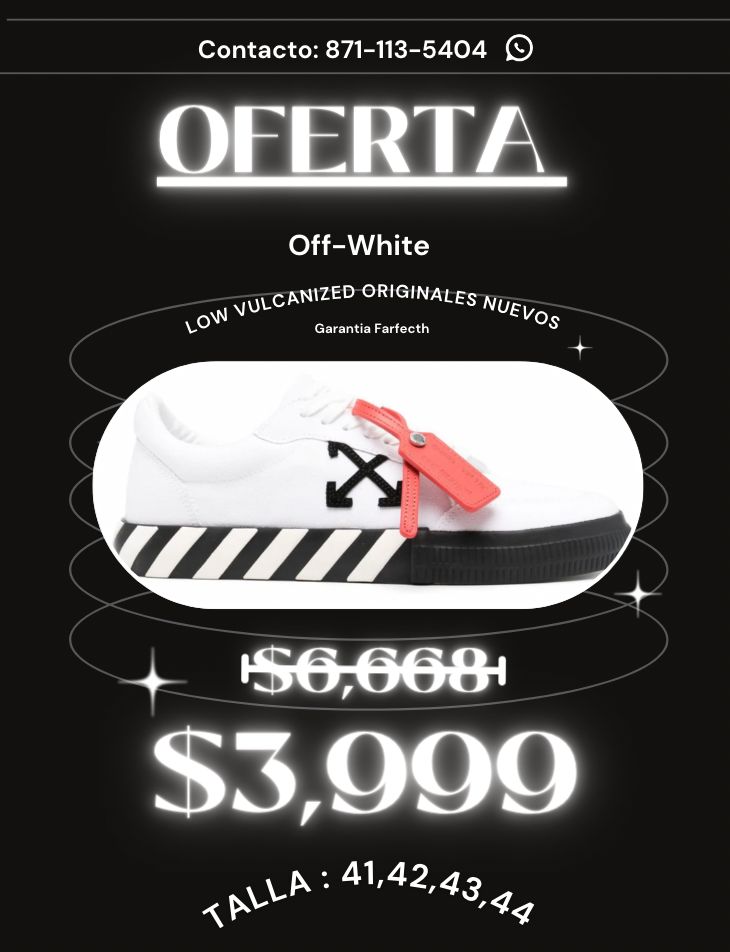 Contacto: 871-113-5404
OFERTA
Off-White
LOW VULCANIZED ORIGINALES NUEVOS
Garantia Farfecth
$6,668
$3,999
TALLA : 41,42,43,44